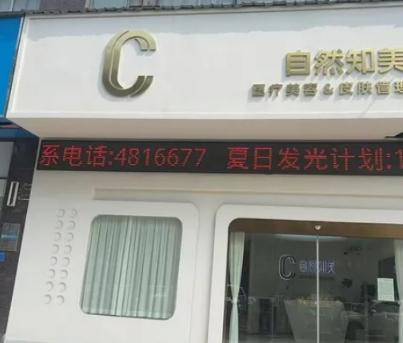 C
自然知美
医疗美容&皮肤管理
系电话:4816677 夏日发光计划:1
C 自然知美